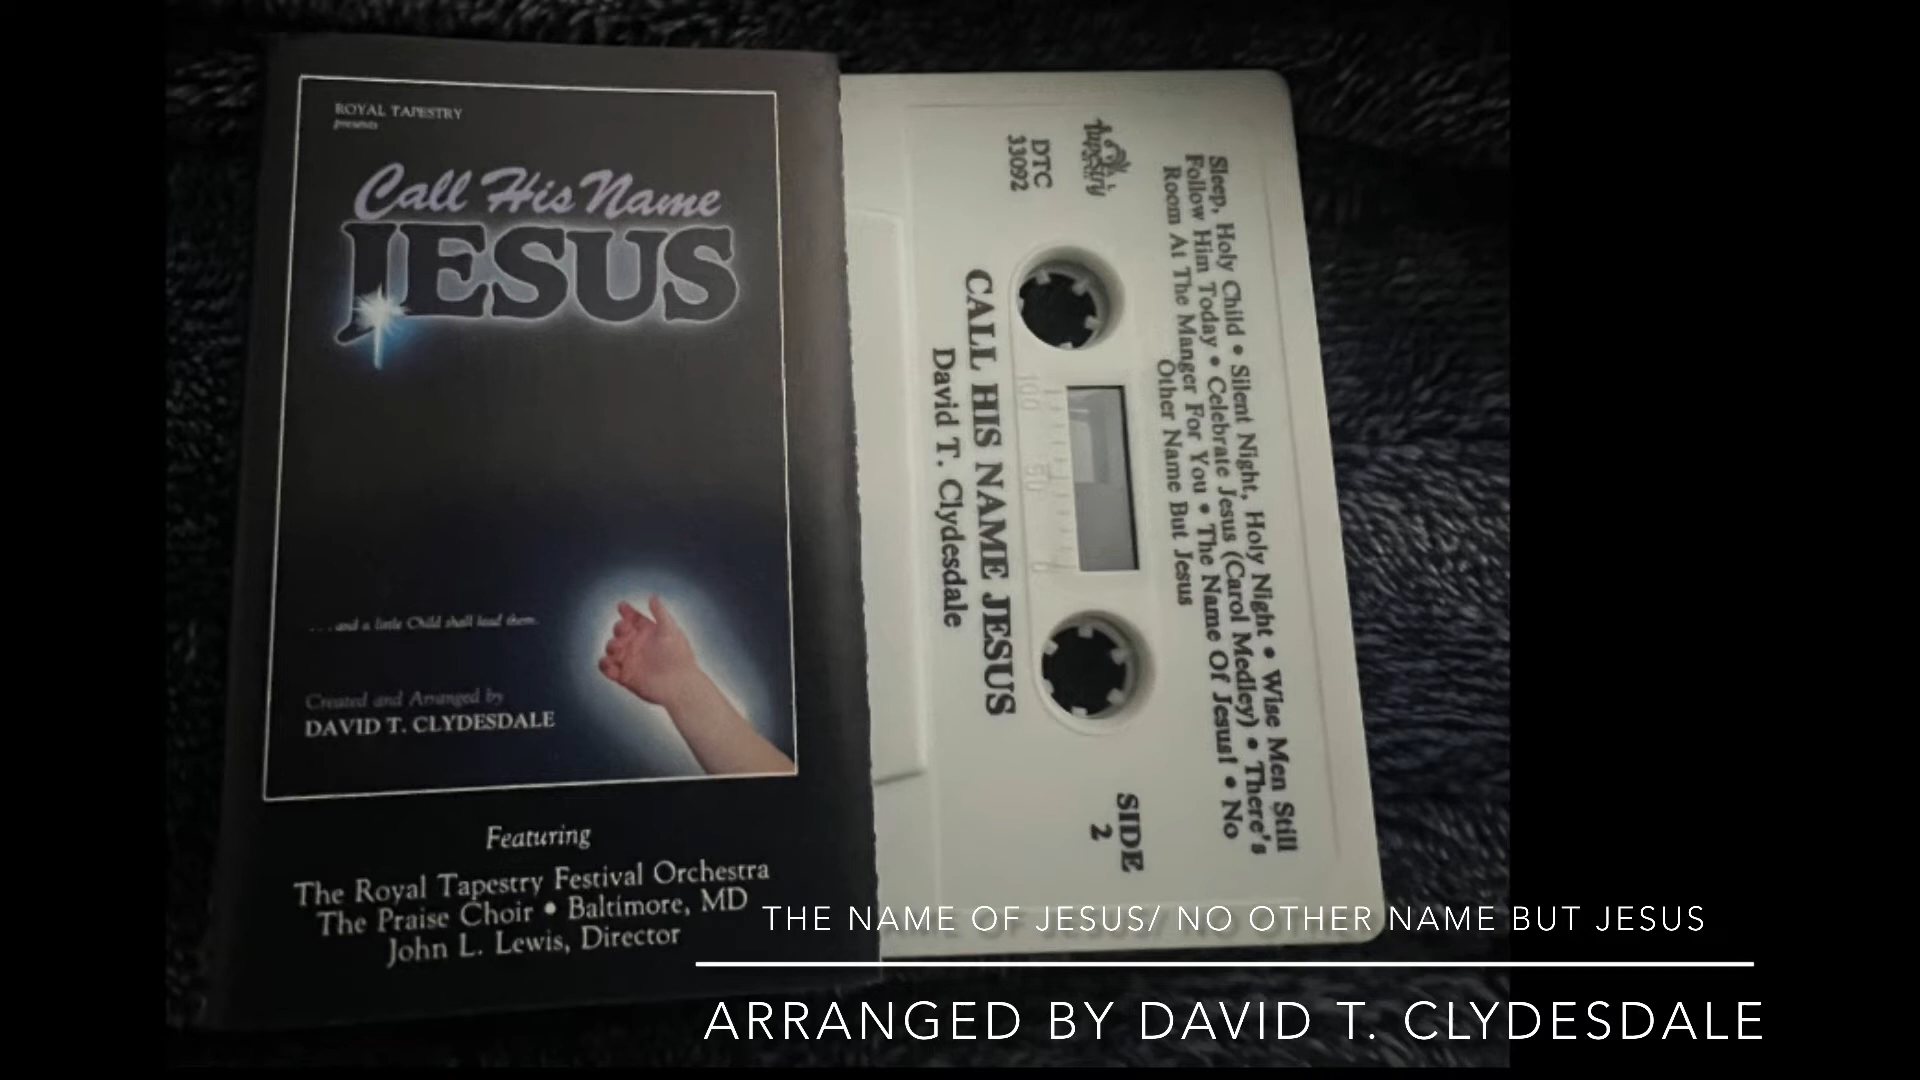 ROYAL TAPESTRY
presents
Call His Name
JESUS
. . . and a little Child shall lead them.
Created and Arranged by
DAVID T. CLYDESDALE
Featuring
The Royal Tapestry Festival Orchestra
The Praise Choir • Baltimore, MD
John L. Lewis, Director
Tapestry
DTC
33092
Sleep, Holy Child • Silent Night, Holy Night • Wise Men Still
Follow Him Today • Celebrate Jesus (Carol Medley) • There's
Room At The Manger For You • The Name Of Jesus! • No
Other Name But Jesus
100
50
0
CALL HIS NAME JESUS
David T. Clydesdale
SIDE
2
THE NAME OF JESUS/ NO OTHER NAME BUT JESUS
ARRANGED BY DAVID T. CLYDESDALE